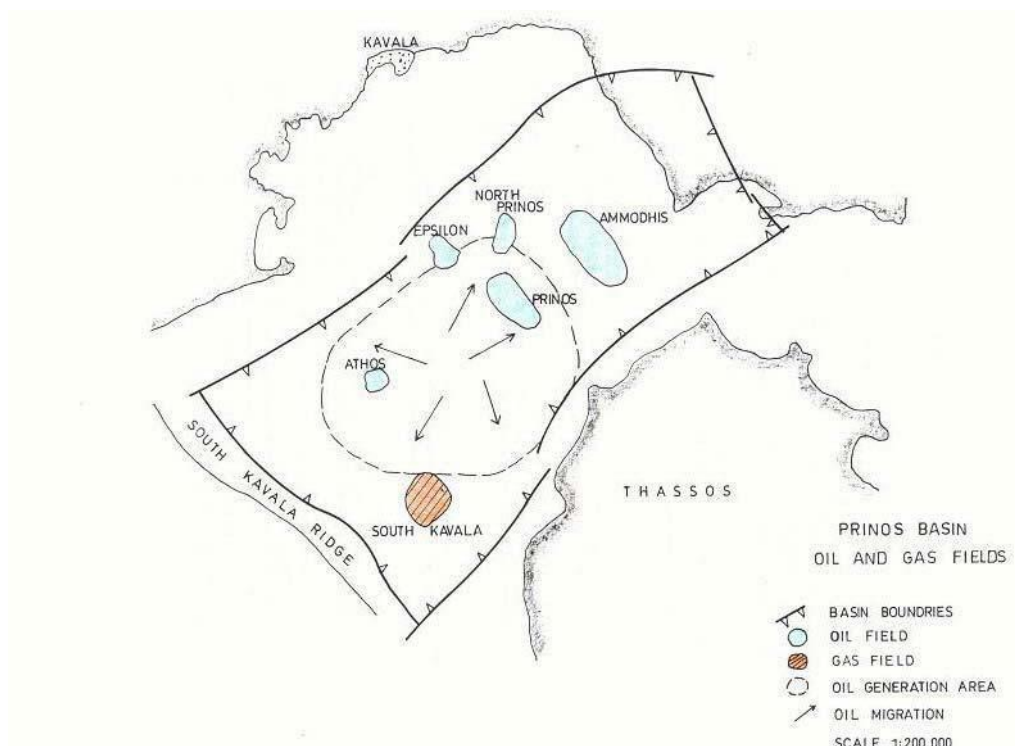 KAVALA
NORTH
PRINOS
EPSILON
AMMODHIS
PRINOS
ATHOS
SOUTH KAVALA RIDGE
SOUTH KAVALA
THASSOS
PRINOS BASIN
OIL AND GAS FIELDS
BASIN BOUNDRIES
OIL FIELD
GAS FIELD
OIL GENERATION AREA
OIL MIGRATION
SCALE 1:200.000